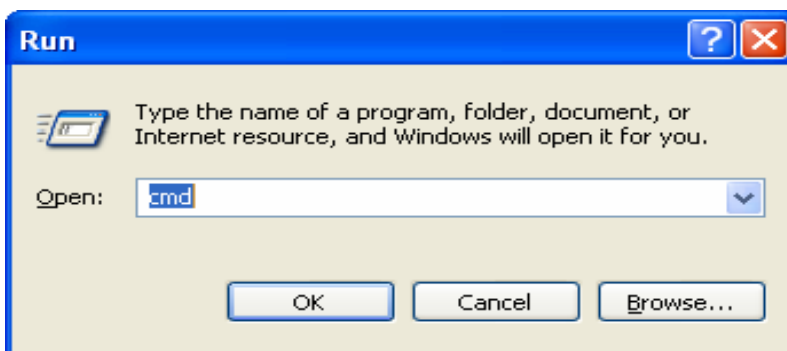 Run
?
Type the name of a program, folder, document, or
Internet resource, and Windows will open it for you.
Open: cmd
OK Cancel Browse...